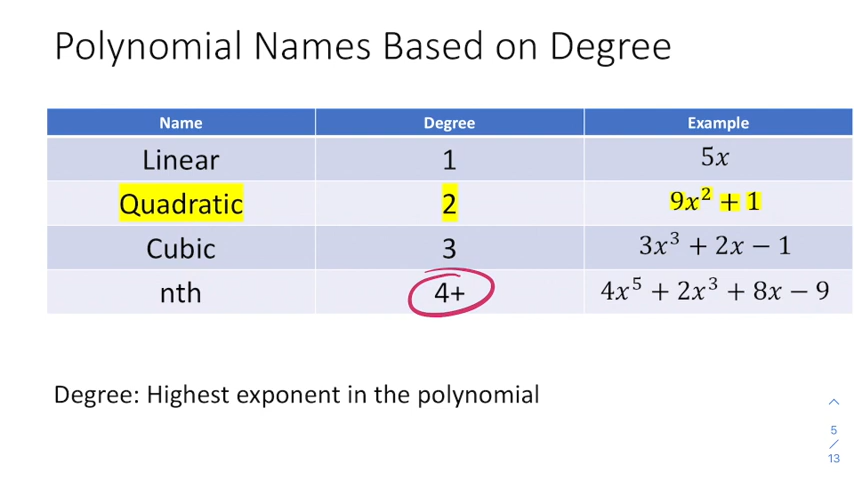 Polynomial Names Based on Degree
Name Degree Example
Linear 1 5x
Quadratic 2 9x² + 1
Cubic 3 3x³ + 2x − 1
nth 4+ 4x⁵ + 2x³ + 8x − 9
Degree: Highest exponent in the polynomial
5
/
13